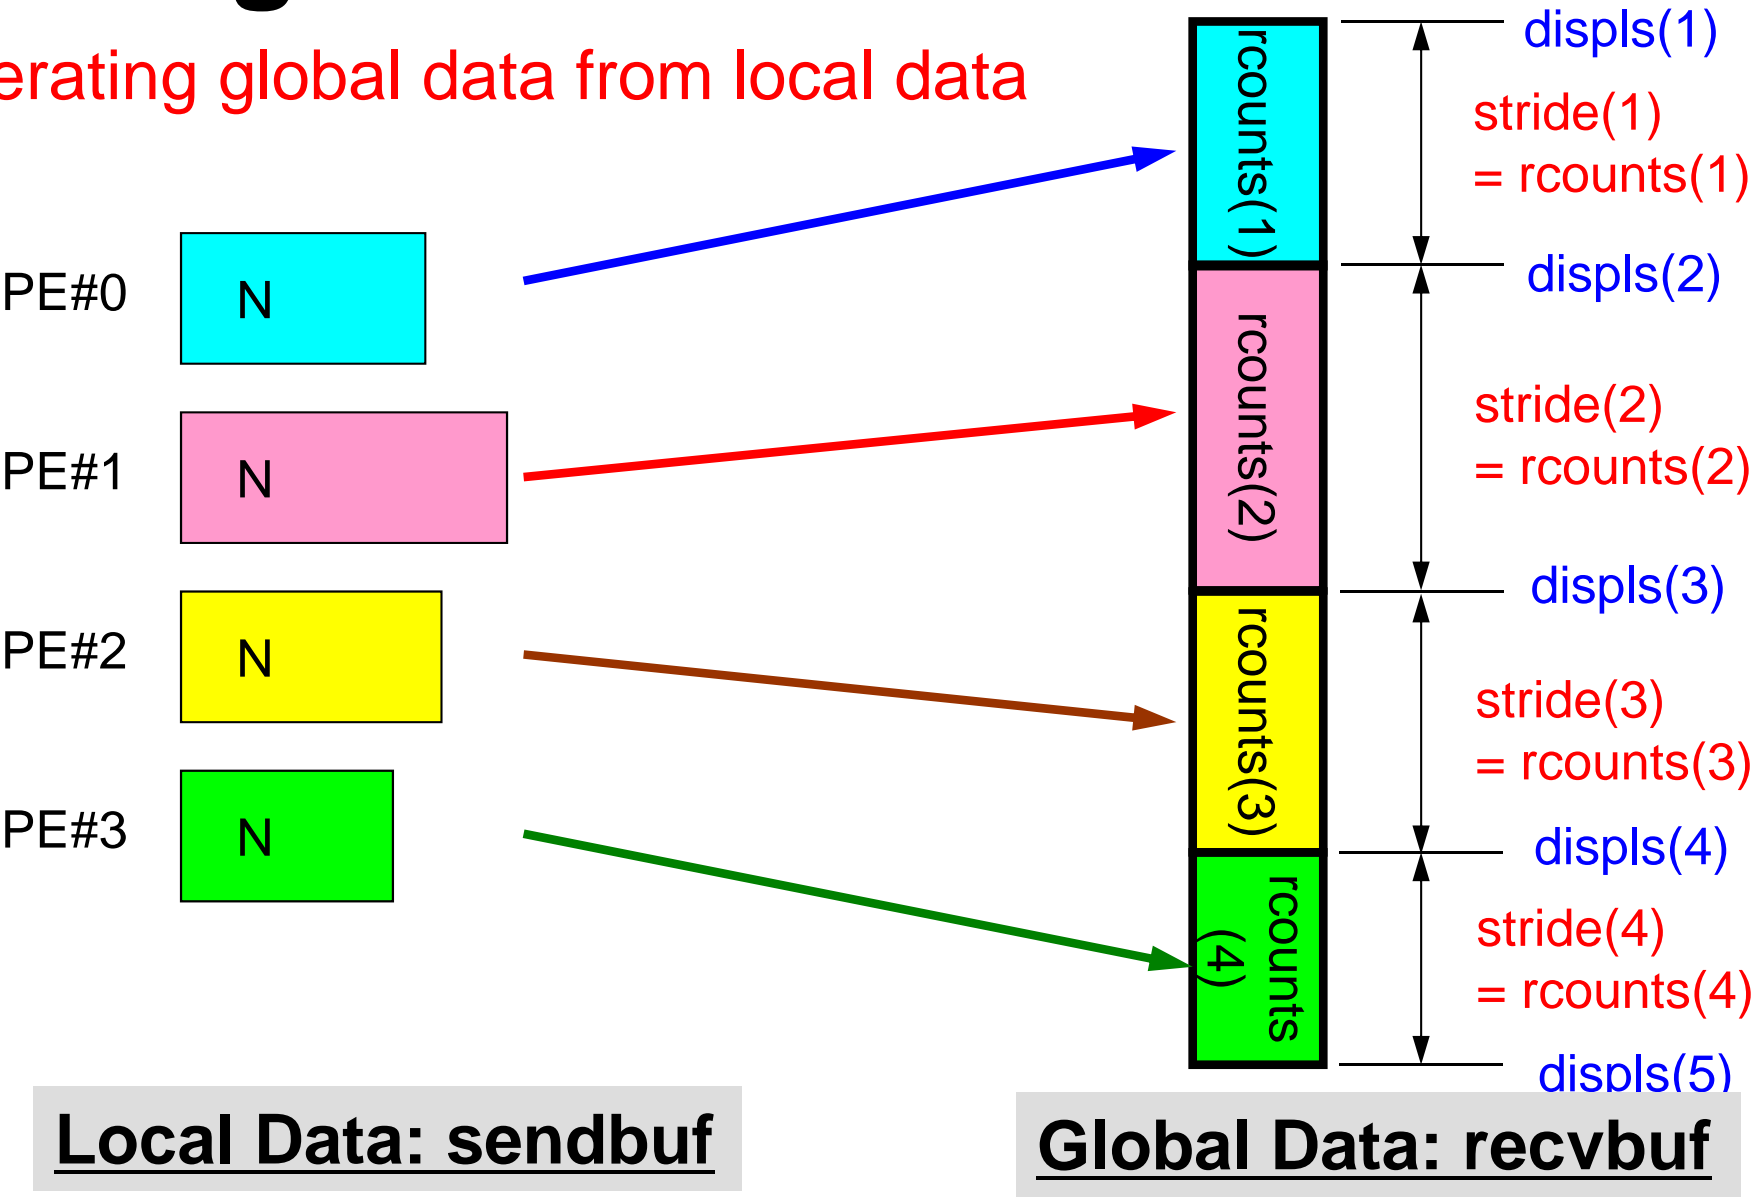 erating global data from local data
PE#0
N
PE#1
N
PE#2
N
PE#3
N
rcounts(1)
rcounts(2)
rcounts(3)
rcounts
(4)
displs(1)
stride(1)
= rcounts(1)
displs(2)
stride(2)
= rcounts(2)
displs(3)
stride(3)
= rcounts(3)
displs(4)
stride(4)
= rcounts(4)
displs(5)
Local Data: sendbuf
Global Data: recvbuf